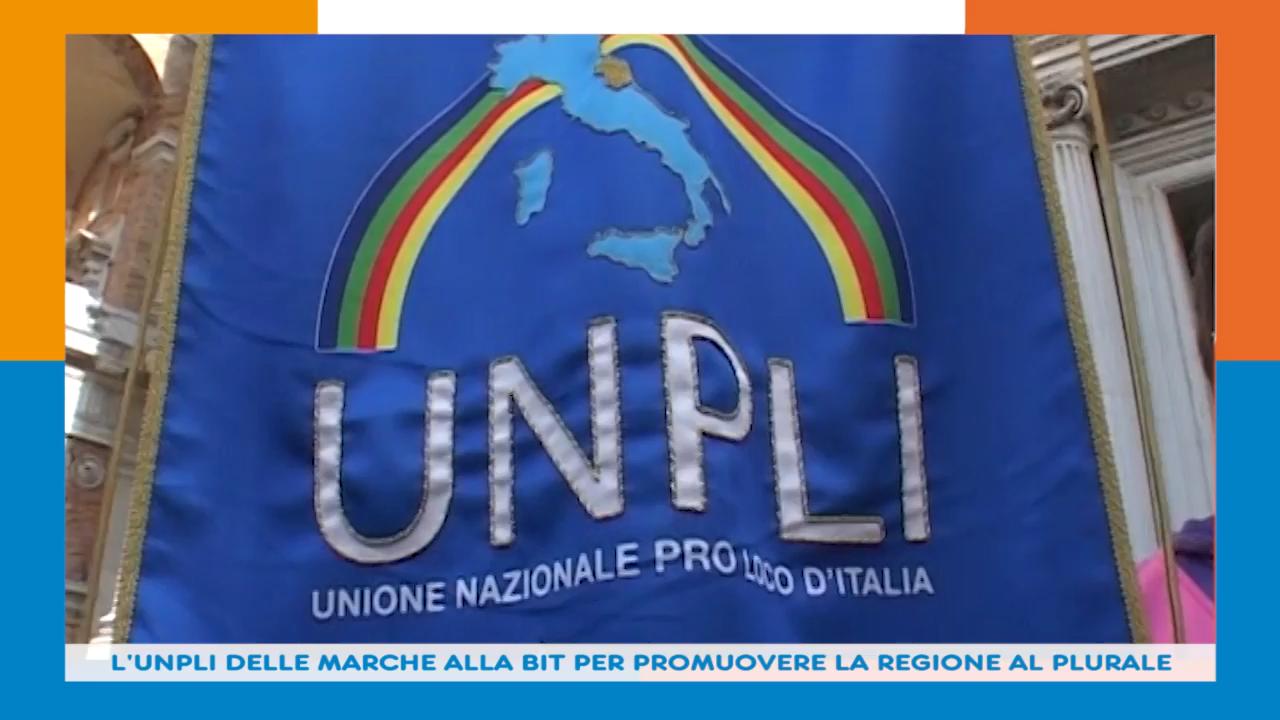 UNPLI
UNIONE NAZIONALE PRO LOCO D'ITALIA
L'UNPLI DELLE MARCHE ALLA BIT PER PROMUOVERE LA REGIONE AL PLURALE